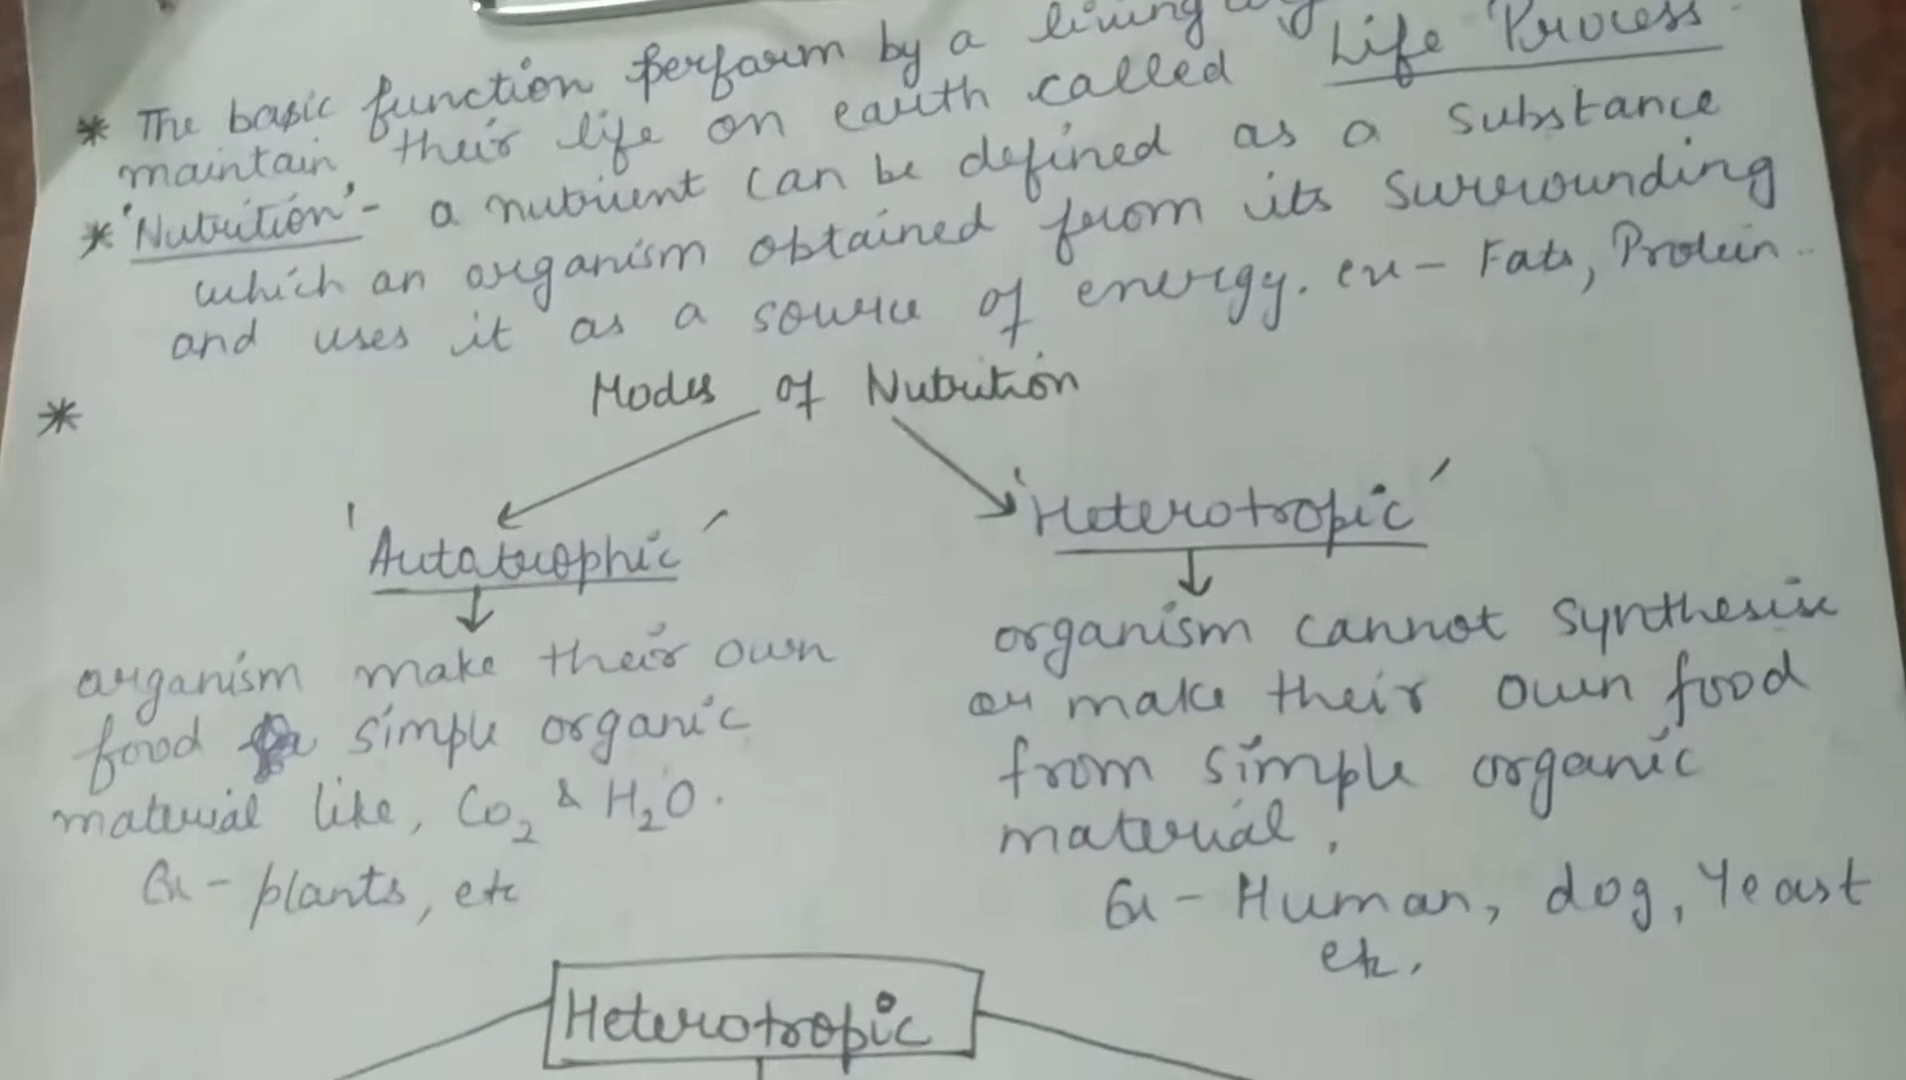 * The basic function perform by a living
maintain their life on earth called Life Process.
* 'Nutrition' - a nutrient can be defined as a substance
which an organism obtained from its surrounding
and uses it as a source of energy. ex - Fats, Protein..
* Modes of Nutrition
'Autotrophic'
'Heterotropic'
organism make their own
food simple organic
material like, Co2 & H2O.
Ex - plants, etc
organism cannot synthesise
or make their own food
from simple organic
material.
Ex - Human, dog, Yeast
etc.
Heterotropic